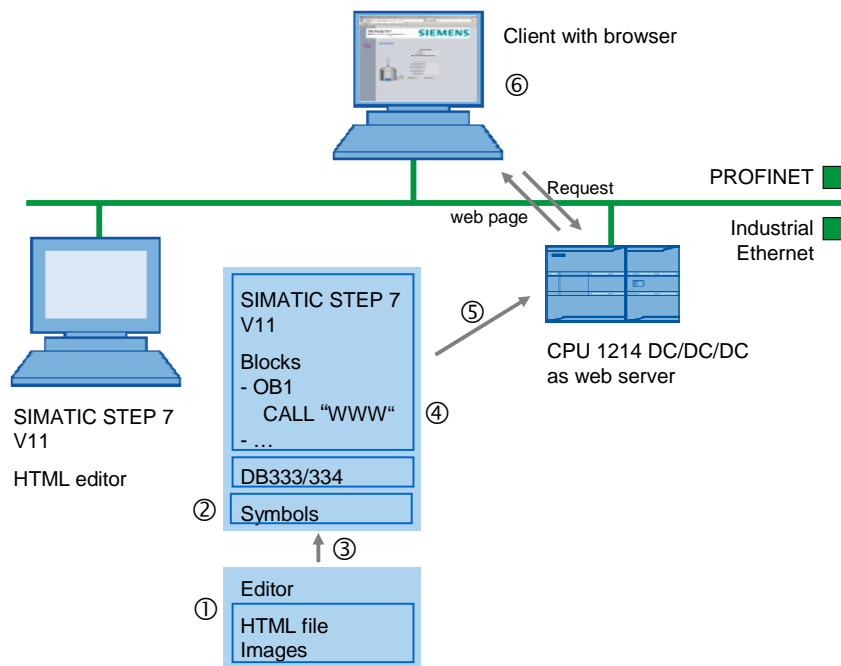 SIEMENS
Client with browser
⑥
Request
PROFINET
web page
Industrial
Ethernet
SIMATIC STEP 7
V11
Blocks
- OB1
CALL “WWW“
- …
④
⑤
CPU 1214 DC/DC/DC
as web server
SIMATIC STEP 7
V11
HTML editor
DB333/334
②
Symbols
③
Editor
①
HTML file
Images